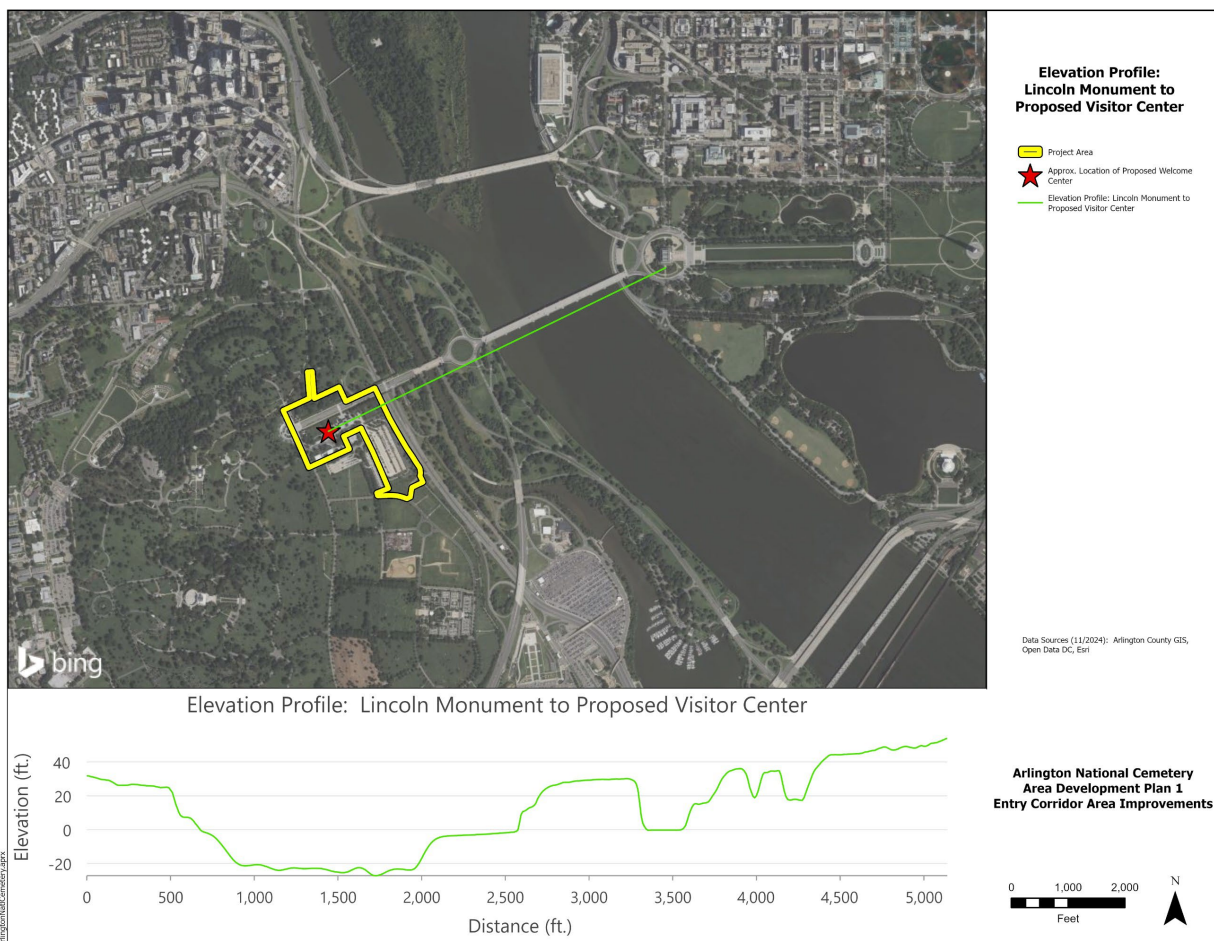 Elevation Profile:
Lincoln Monument to
Proposed Visitor Center
Project Area
Approx. Location of Proposed Welcome
Center
Elevation Profile: Lincoln Monument to
Proposed Visitor Center
Data Sources (11/2024): Arlington County GIS,
Open Data DC, Esri
bing
Elevation Profile: Lincoln Monument to Proposed Visitor Center
Elevation (ft.)
40
20
0
-20
0 500 1,000 1,500 2,000 2,500 3,000 3,500 4,000 4,500 5,000
Distance (ft.)
Arlington National Cemetery
Area Development Plan 1
Entry Corridor Area Improvements
0 1,000 2,000
Feet
N